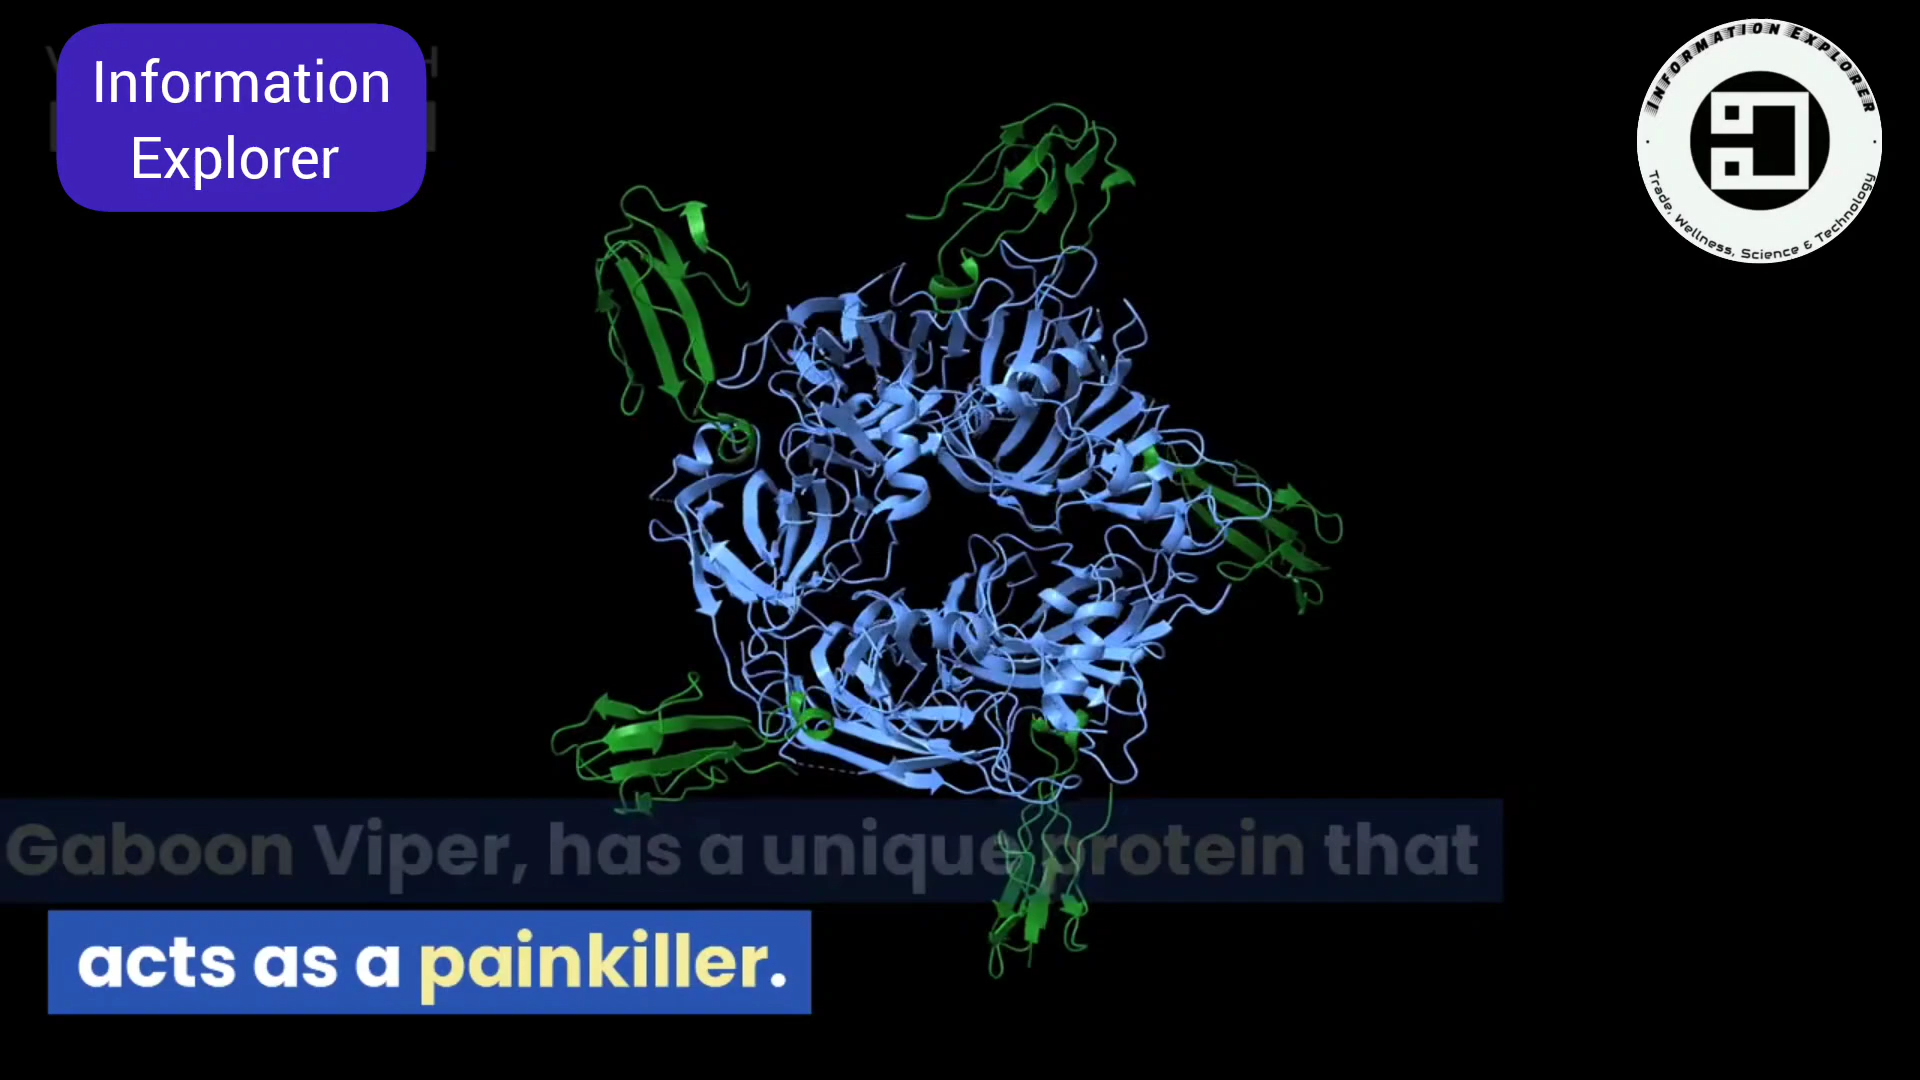 Information
Explorer
INFORMATION EXPLORER
Trade, Wellness, Science & Technology
Gaboon Viper, has a unique protein that
acts as a painkiller.